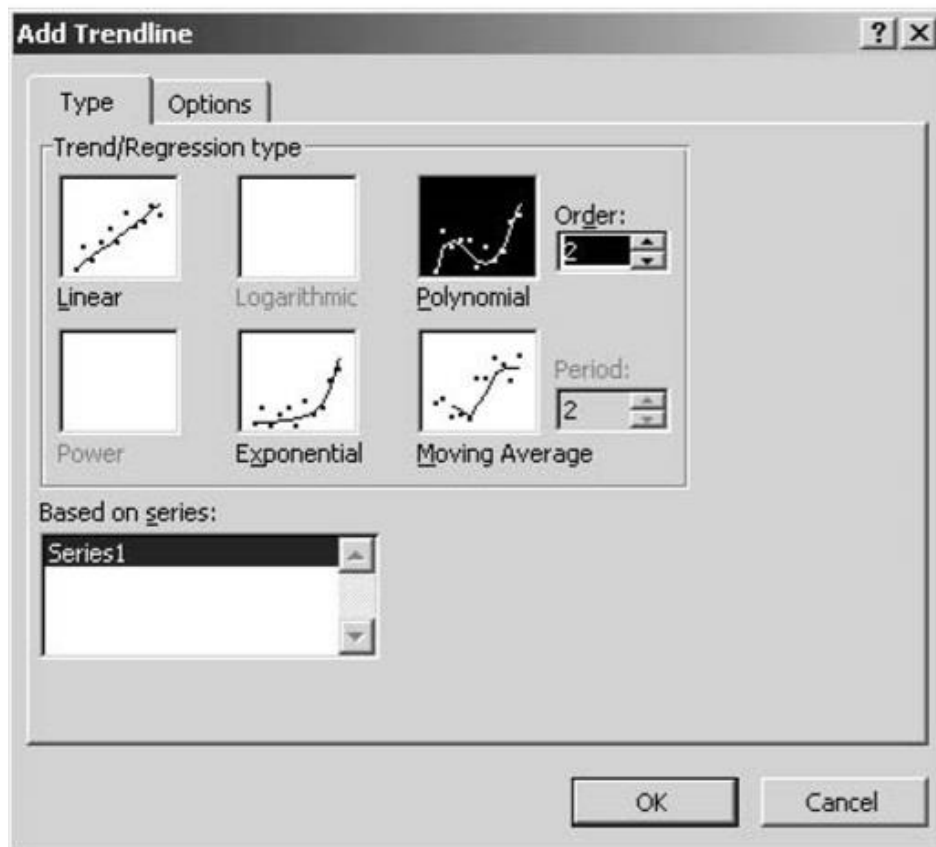 Add Trendline
Type Options
Trend/Regression type
Order:
2
Linear Logarithmic Polynomial
Period:
2
Power Exponential Moving Average
Based on series:
Series1
OK Cancel